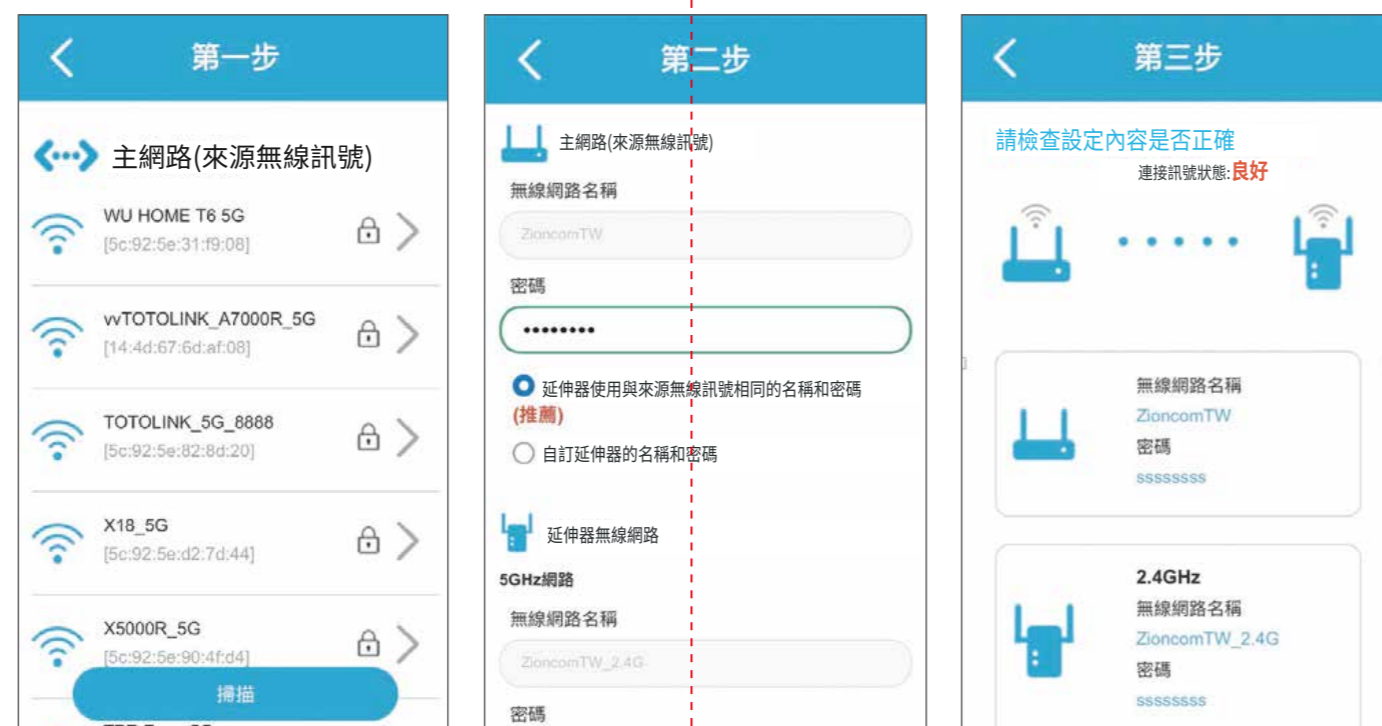 第一步
主網路(來源無線訊號)
WU HOME T6 5G
[5c:92:5e:31:f9:08]
vvTOTOLINK_A7000R_5G
[14:4d:67:6d:af:08]
TOTOLINK_5G_8888
[5c:92:5e:82:8d:20]
X18_5G
[5c:92:5e:d2:7d:44]
X5000R_5G
[5c:92:5e:90:4f:d4]
掃描
第二步
主網路(來源無線訊號)
無線網路名稱
ZioncomTW
密碼
••••••••
延伸器使用與來源無線訊號相同的名稱和密碼
(推薦)
自訂延伸器的名稱和密碼
延伸器無線網路
5GHz網路
無線網路名稱
ZioncomTW_2.4G
密碼
第三步
請檢查設定內容是否正確
連接訊號狀態:良好
無線網路名稱
ZioncomTW
密碼
ssssssss
2.4GHz
無線網路名稱
ZioncomTW_2.4G
密碼
ssssssss